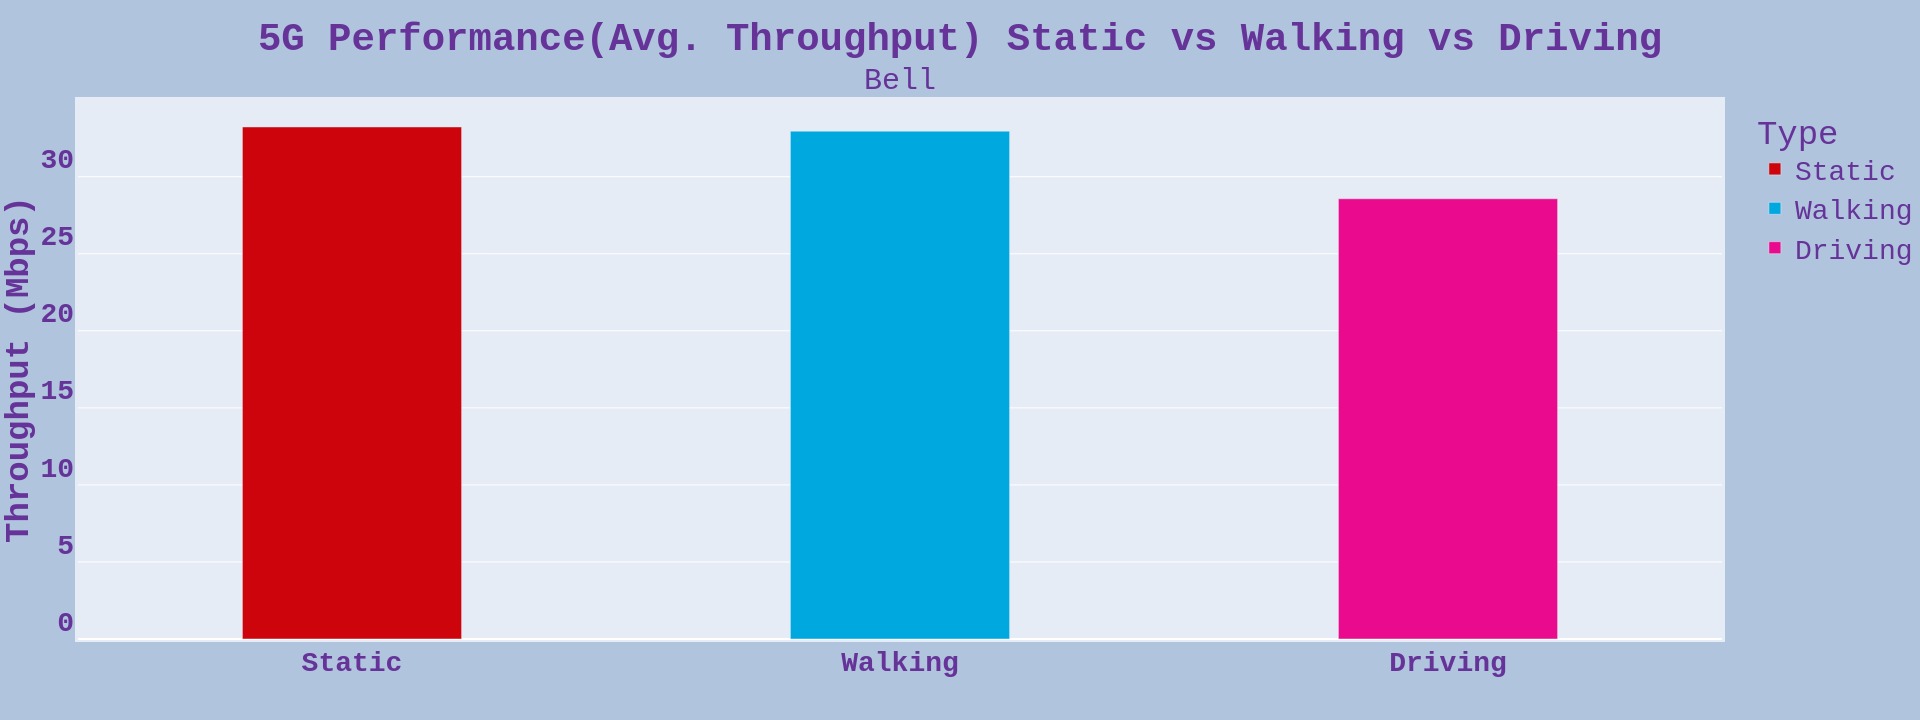 5G Performance(Avg. Throughput) Static vs Walking vs Driving
Bell
Throughput (Mbps)
30
25
20
15
10
5
0
Static
Walking
Driving
Type
Static
Walking
Driving